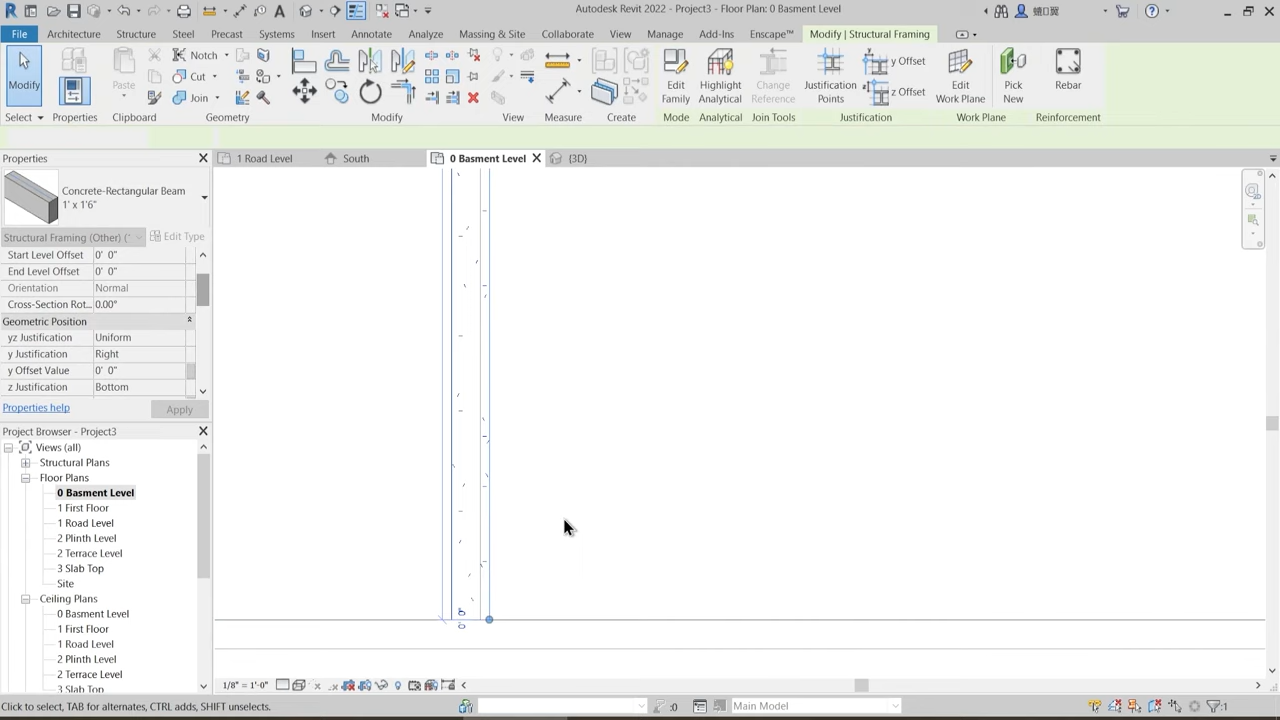 Autodesk Revit 2022 - Project3 - Floor Plan: 0 Basment Level
File Architecture Structure Steel Precast Systems Insert Annotate Analyze Massing & Site Collaborate View Manage Add-Ins Enscape™ Modify | Structural Framing
Modify
Paste
Notch
Cut
Join
Edit Family
Highlight Analytical
Change Reference
Justification Points
y Offset
z Offset
Edit Work Plane
Pick New
Rebar
Select Properties Clipboard Geometry Modify View Measure Create Mode Analytical Join Tools Justification Work Plane Reinforcement
Properties
1 Road Level South 0 Basment Level {3D}
Concrete-Rectangular Beam
1' x 1'6"
Structural Framing (Other) (
Edit Type
Start Level Offset 0' 0"
End Level Offset 0' 0"
Orientation Normal
Cross-Section Rot... 0.00°
Geometric Position
yz Justification Uniform
y Justification Right
y Offset Value 0' 0"
z Justification Bottom
Properties help Apply
Project Browser - Project3
Views (all)
Structural Plans
Floor Plans
0 Basment Level
1 First Floor
1 Road Level
2 Plinth Level
2 Terrace Level
3 Slab Top
Site
Ceiling Plans
0 Basment Level
1 First Floor
1 Road Level
2 Plinth Level
2 Terrace Level
3 Slab Top
1/8" = 1'-0"
Click to select, TAB for alternates, CTRL adds, SHIFT unselects.
:0
Main Model
:1